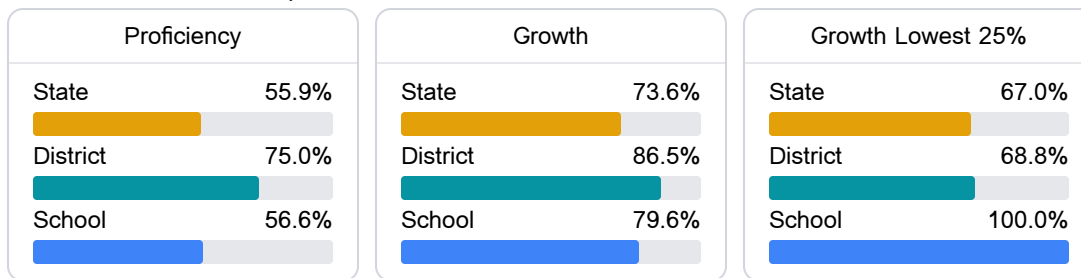 Proficiency
State 55.9%
District 75.0%
School 56.6%
Growth
State 73.6%
District 86.5%
School 79.6%
Growth Lowest 25%
State 67.0%
District 68.8%
School 100.0%